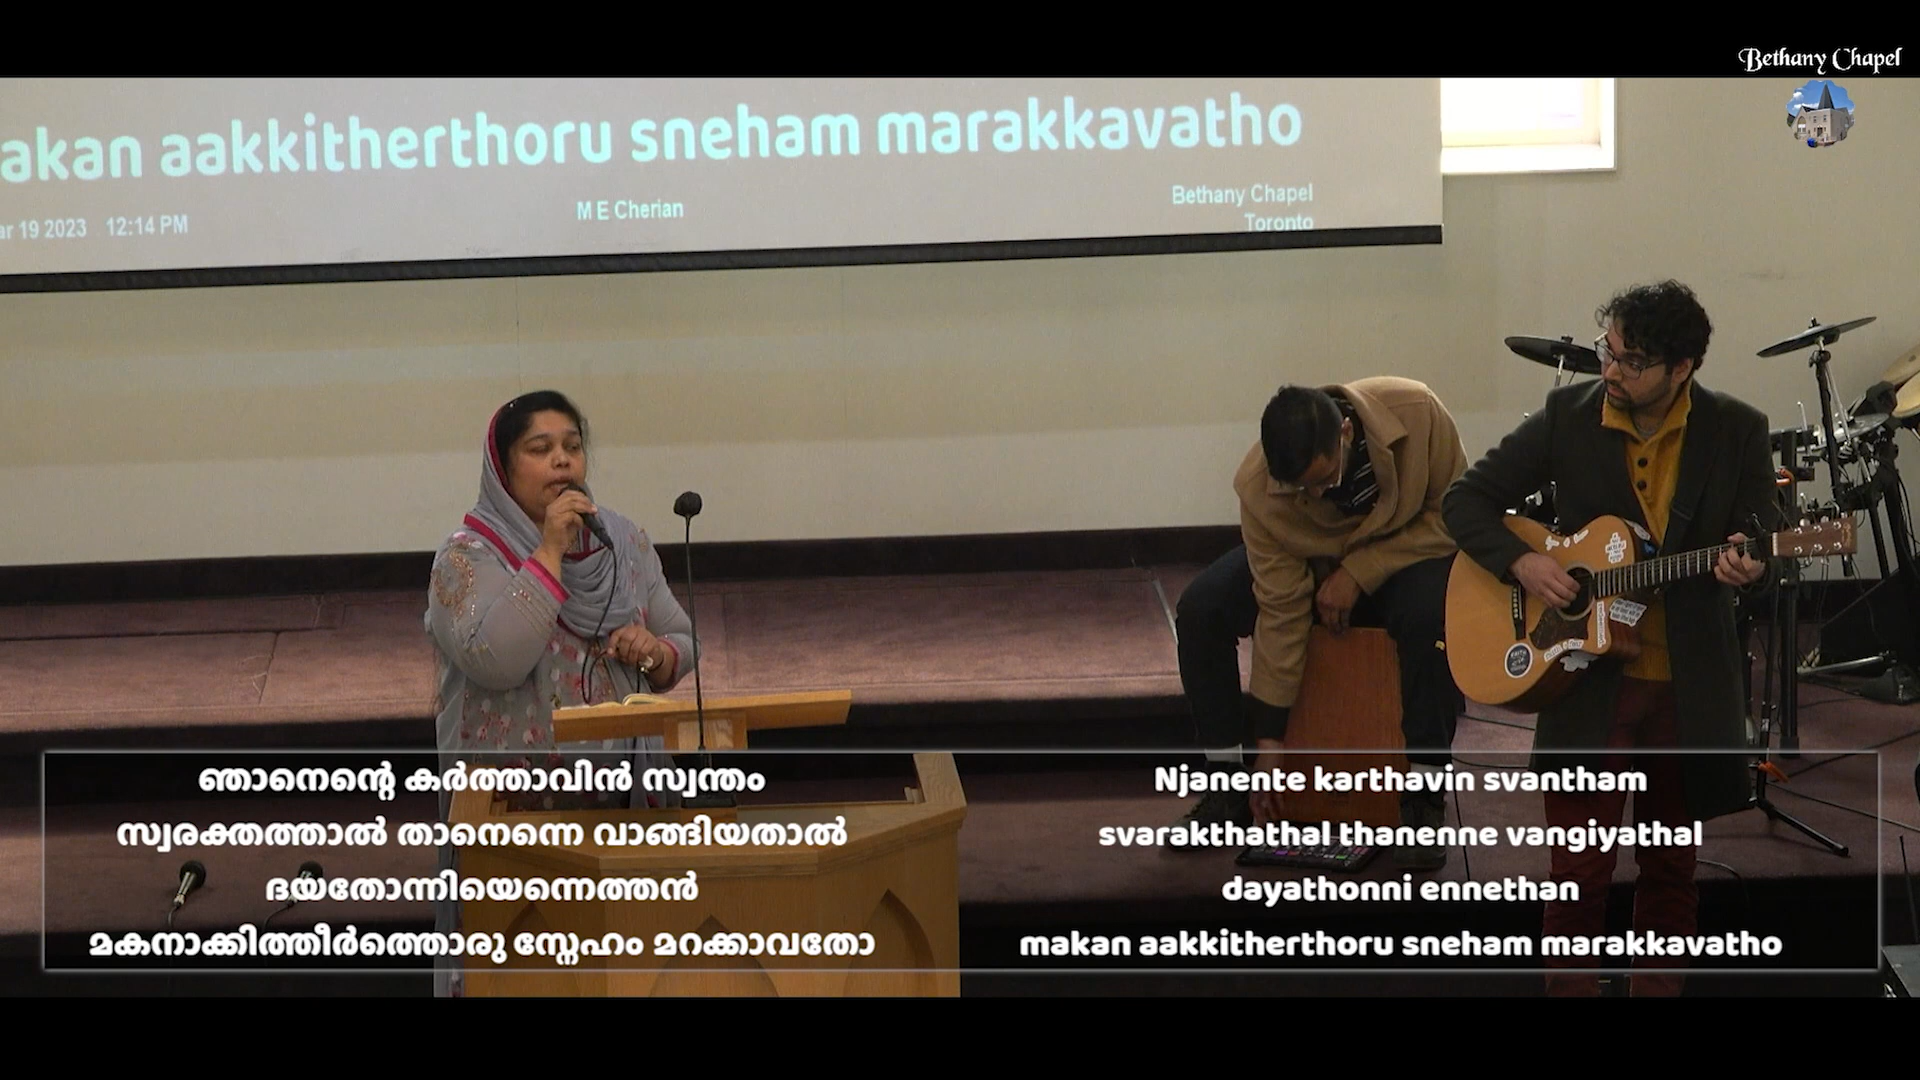 Bethany Chapel
akan aakkitherthoru sneham marakkavatho
ar 19 2023 12:14 PM
M E Cherian
Bethany Chapel
Toronto
ഞാനെന്റെ കർത്താവിൻ സ്വന്തം
സ്വരക്തത്താൽ താനെന്നെ വാങ്ങിയതാൽ
ദയതോന്നിയെന്നെത്തൻ
മകനാക്കിത്തീർത്തൊരു സ്നേഹം മറക്കാവതോ
Njanente karthavin svantham
svarakthathal thanenne vangiyathal
dayathonni ennethan
makan aakkitherthoru sneham marakkavatho